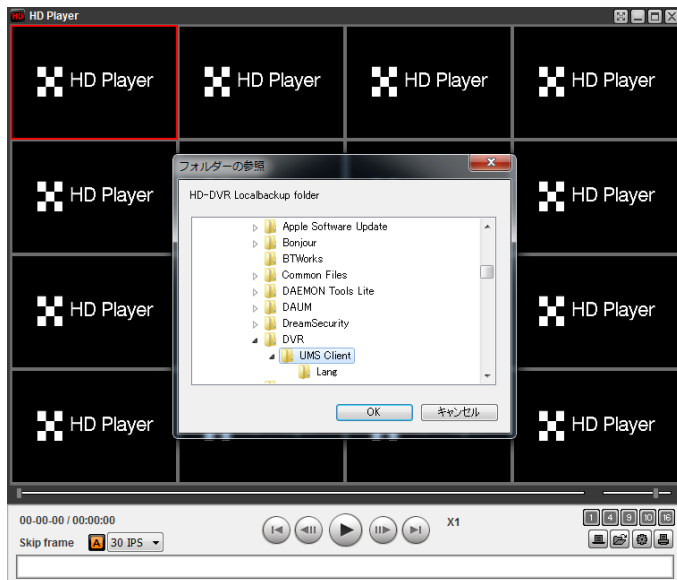 HD HD Player
HD Player HD Player HD Player HD Player
フォルダーの参照
HD-DVR Localbackup folder
HD Player HD Player
Apple Software Update
Bonjour
BTWorks
Common Files
DAEMON Tools Lite
DAUM
HD Player HD Player
DreamSecurity
DVR
UMS Client
Lang
OK キャンセル
HD Player HD Player
00-00-00 / 00:00:00
X1
1 4 9 10 16
Skip frame A 30 IPS